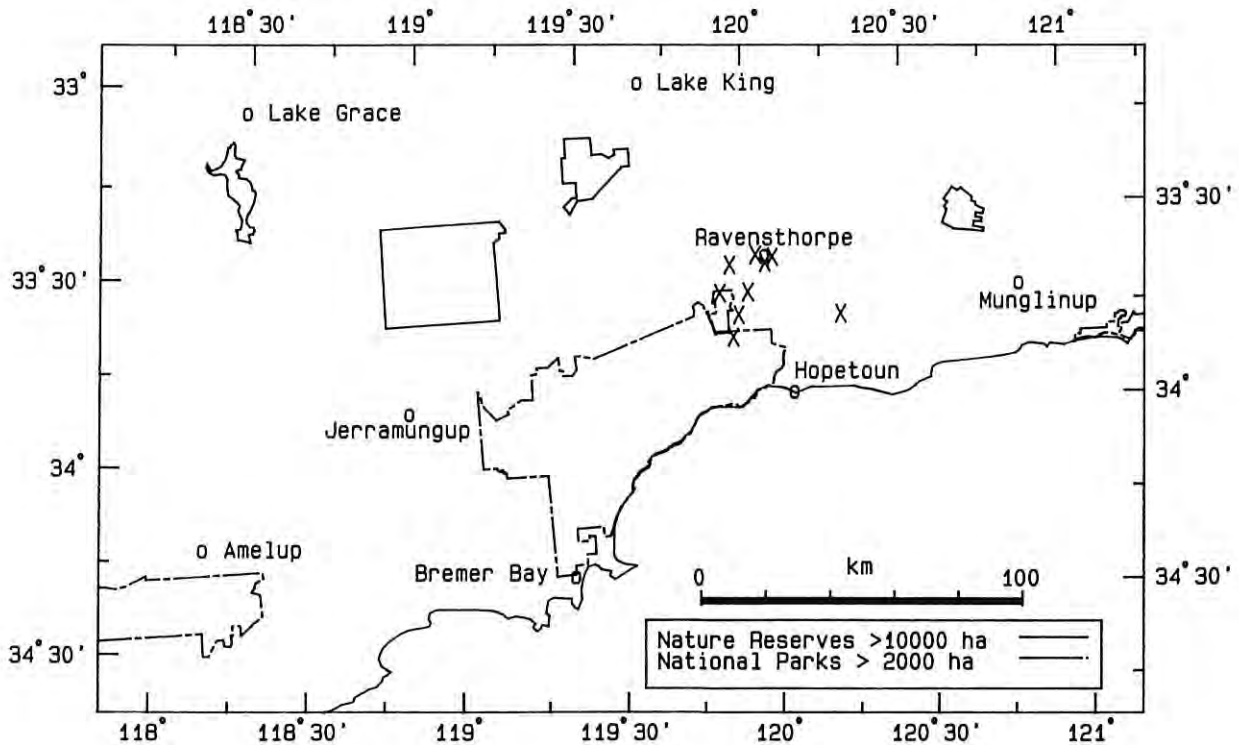 118° 30' 119° 119° 30' 120° 120° 30' 121°
33°
o Lake King
o Lake Grace
33° 30'
Ravensthorpe
33° 30'
Munglinup
Hopetoun
34°
Jerramungup
34°
o Amelup
km
Bremer Bay
0 100
34° 30'
Nature Reserves >10000 ha
National Parks > 2000 ha
34° 30'
118° 118° 30' 119° 119° 30' 120° 120° 30' 121°